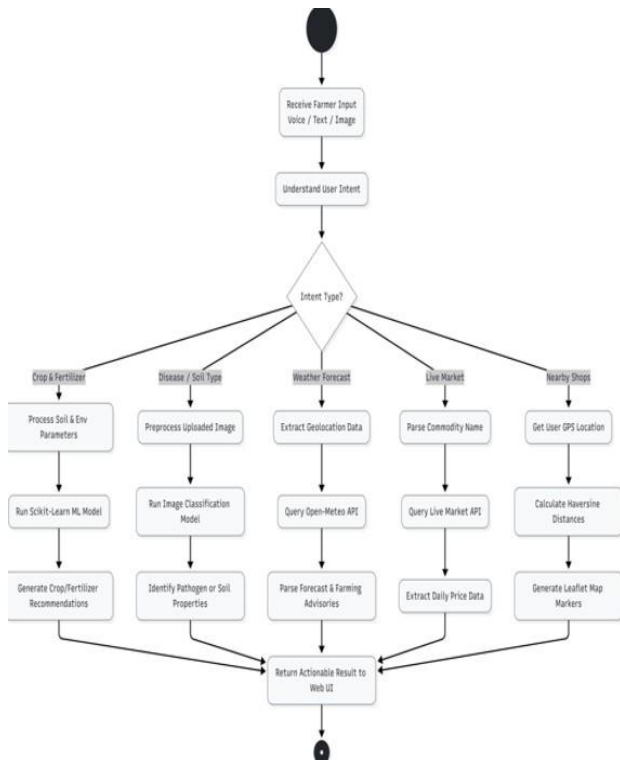 Receive Farmer Input
Voice / Text / Image
Understand User Intent
Intent Type?
Crop & Fertilizer
Disease / Soil Type
Weather Forecast
Live Market
Nearby Shops
Process Soil & Env
Parameters
Preprocess Uploaded Image
Extract Geolocation Data
Parse Commodity Name
Get User GPS Location
Run Scikit-Learn ML Model
Run Image Classification
Model
Query Open-Meteo API
Query Live Market API
Calculate Haversine
Distances
Generate Crop/Fertilizer
Recommendations
Identify Pathogen or Soil
Properties
Parse Forecast & Farming
Advisories
Extract Daily Price Data
Generate Leaflet Map
Markers
Return Actionable Result to
Web UI